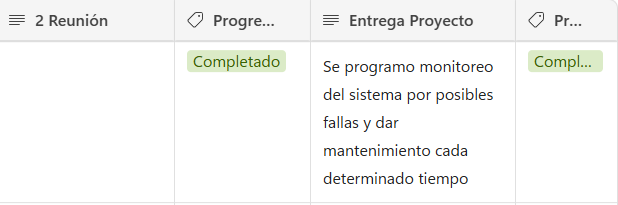 2 Reunión
Progre...
Entrega Proyecto
Pr...
Completado
Se programo monitoreo
del sistema por posibles
fallas y dar
mantenimiento cada
determinado tiempo
Compl...